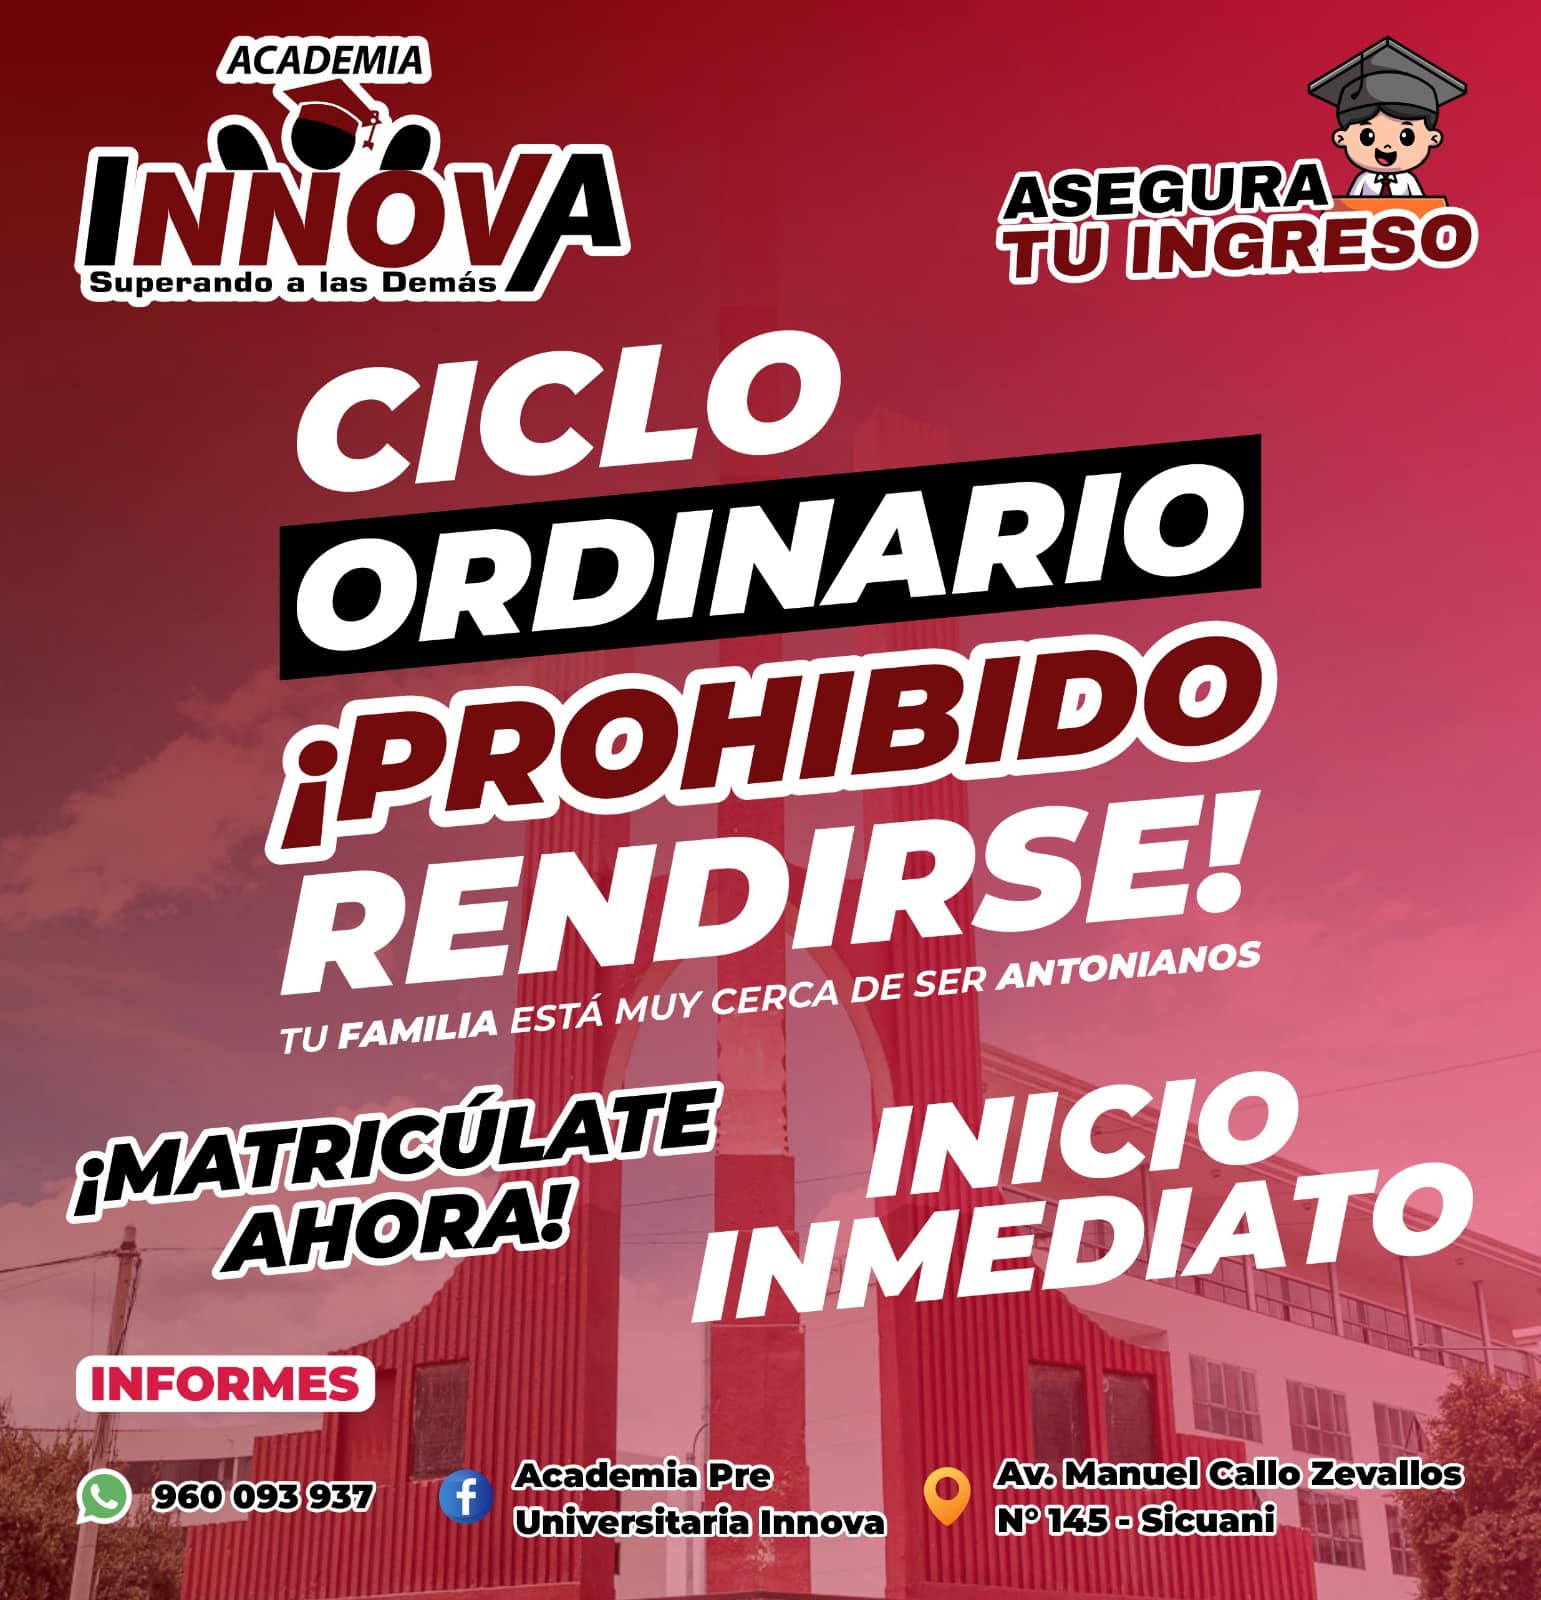 ACADEMIA
INNOVA
Superando a las Demás
ASEGURA
TU INGRESO
CICLO
ORDINARIO
¡PROHIBIDO
RENDIRSE!
TU FAMILIA ESTÁ MUY CERCA DE SER ANTONIANOS
¡MATRICÚLATE
AHORA!
INICIO
INMEDIATO
INFORMES
960 093 937
Academia Pre
Universitaria Innova
Av. Manuel Callo Zevallos
N° 145 - Sicuani